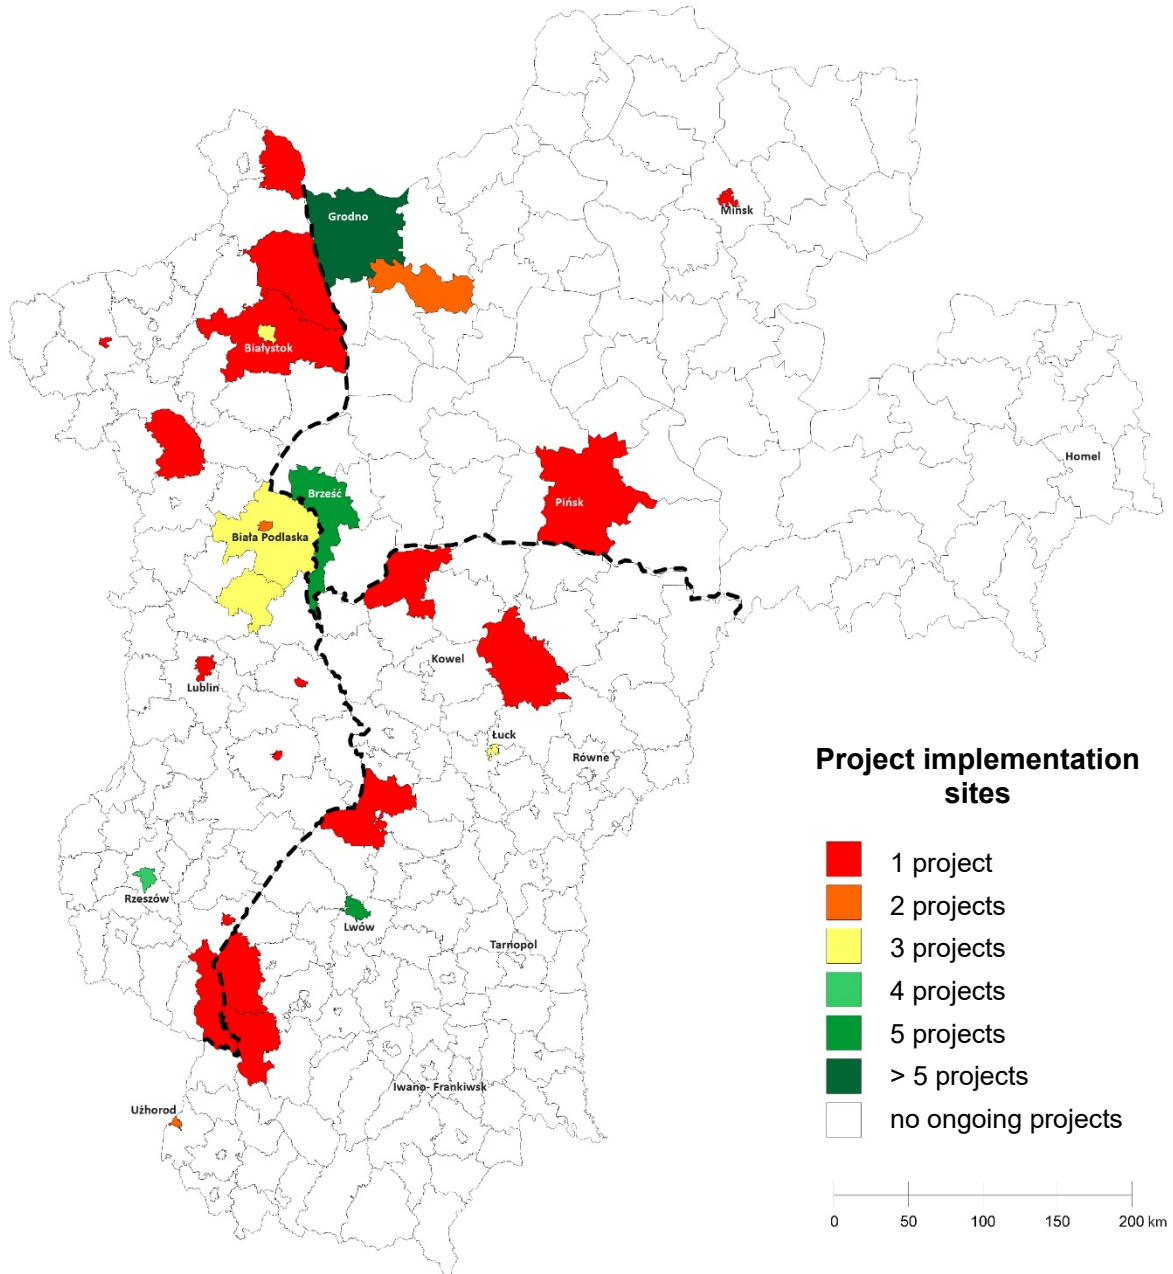 Grodno
Mińsk
Białystok
Homel
Brześć
Pińsk
Biała Podlaska
Kowel
Lublin
Łuck
Równe
Project implementation
sites
1 project
2 projects
3 projects
4 projects
5 projects
> 5 projects
no ongoing projects
Rzeszów
Lwów
Tarnopol
Iwano- Frankiwsk
Użhorod
0 50 100 150 200 km